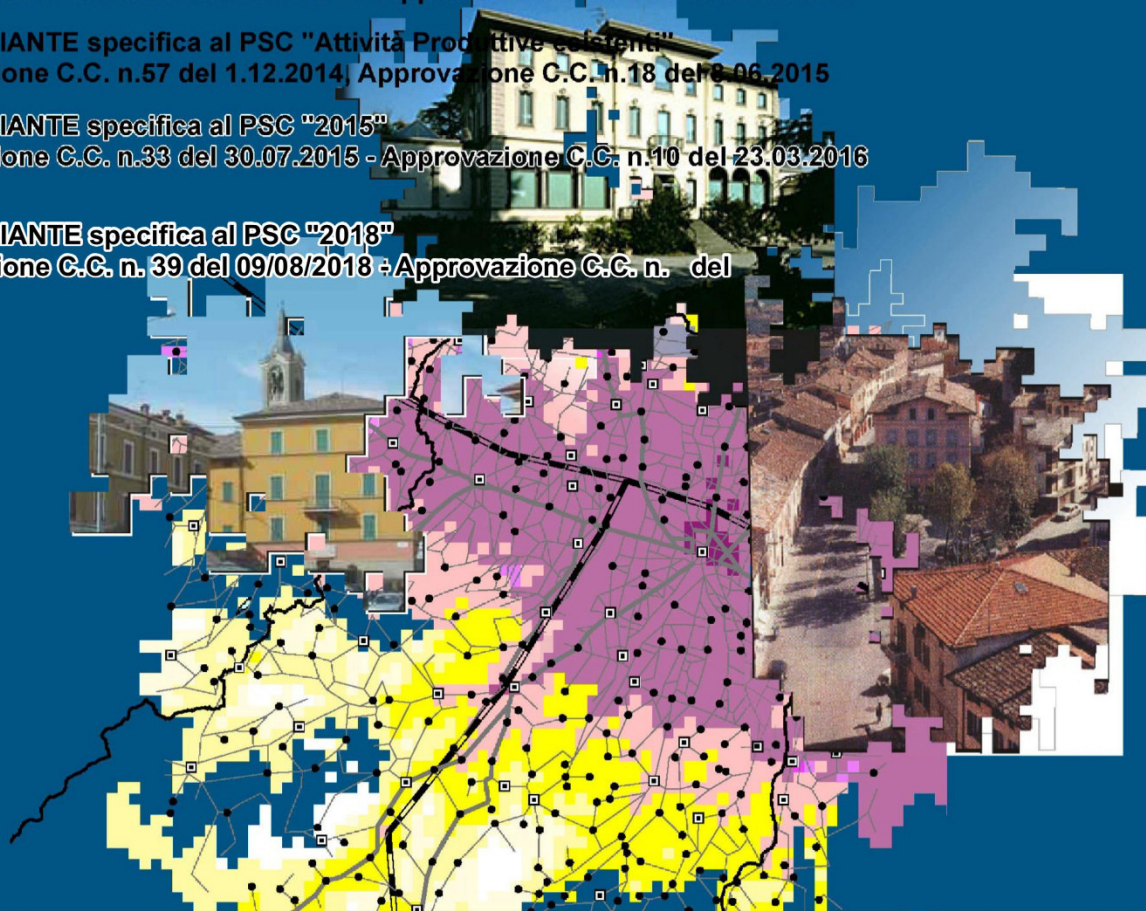 IANTE specifica al PSC "Attività Produttive esistenti"
one C.C. n.57 del 1.12.2014, Approvazione C.C. n.18 del 8.06.2015
IANTE specifica al PSC "2015"
ione C.C. n.33 del 30.07.2015 - Approvazione C.C. n.10 del 23.03.2016
IANTE specifica al PSC "2018"
ione C.C. n. 39 del 09/08/2018 - Approvazione C.C. n. del